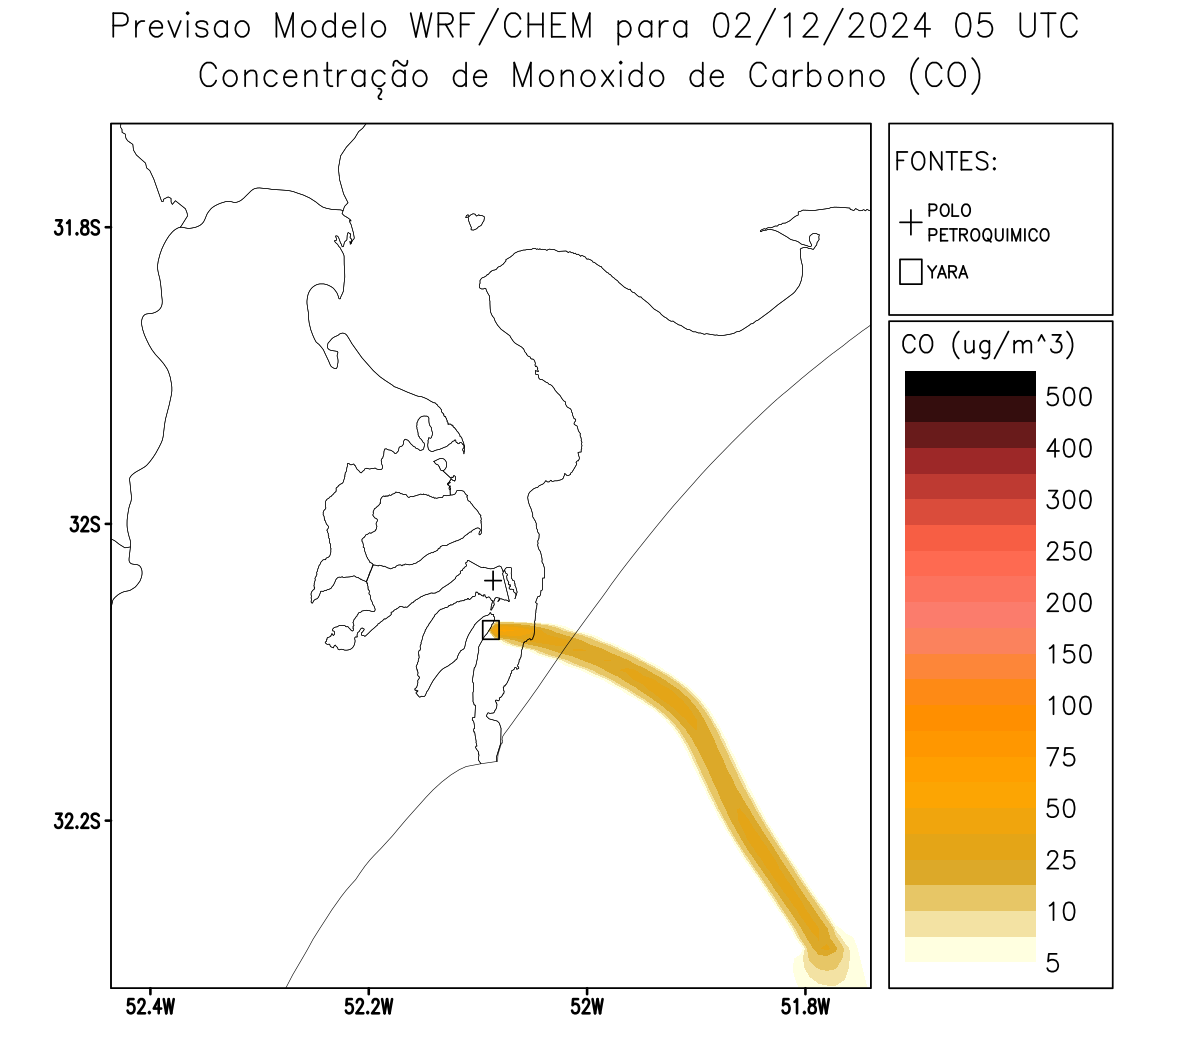 Previsao Modelo WRF/CHEM para 02/12/2024 05 UTC
Concentração de Monoxido de Carbono (CO)
FONTES:
POLO
PETROQUIMICO
YARA
CO (ug/m^3)
500
400
300
250
200
150
100
75
50
25
10
5
31.8S
32S
32.2S
52.4W
52.2W
52W
51.8W